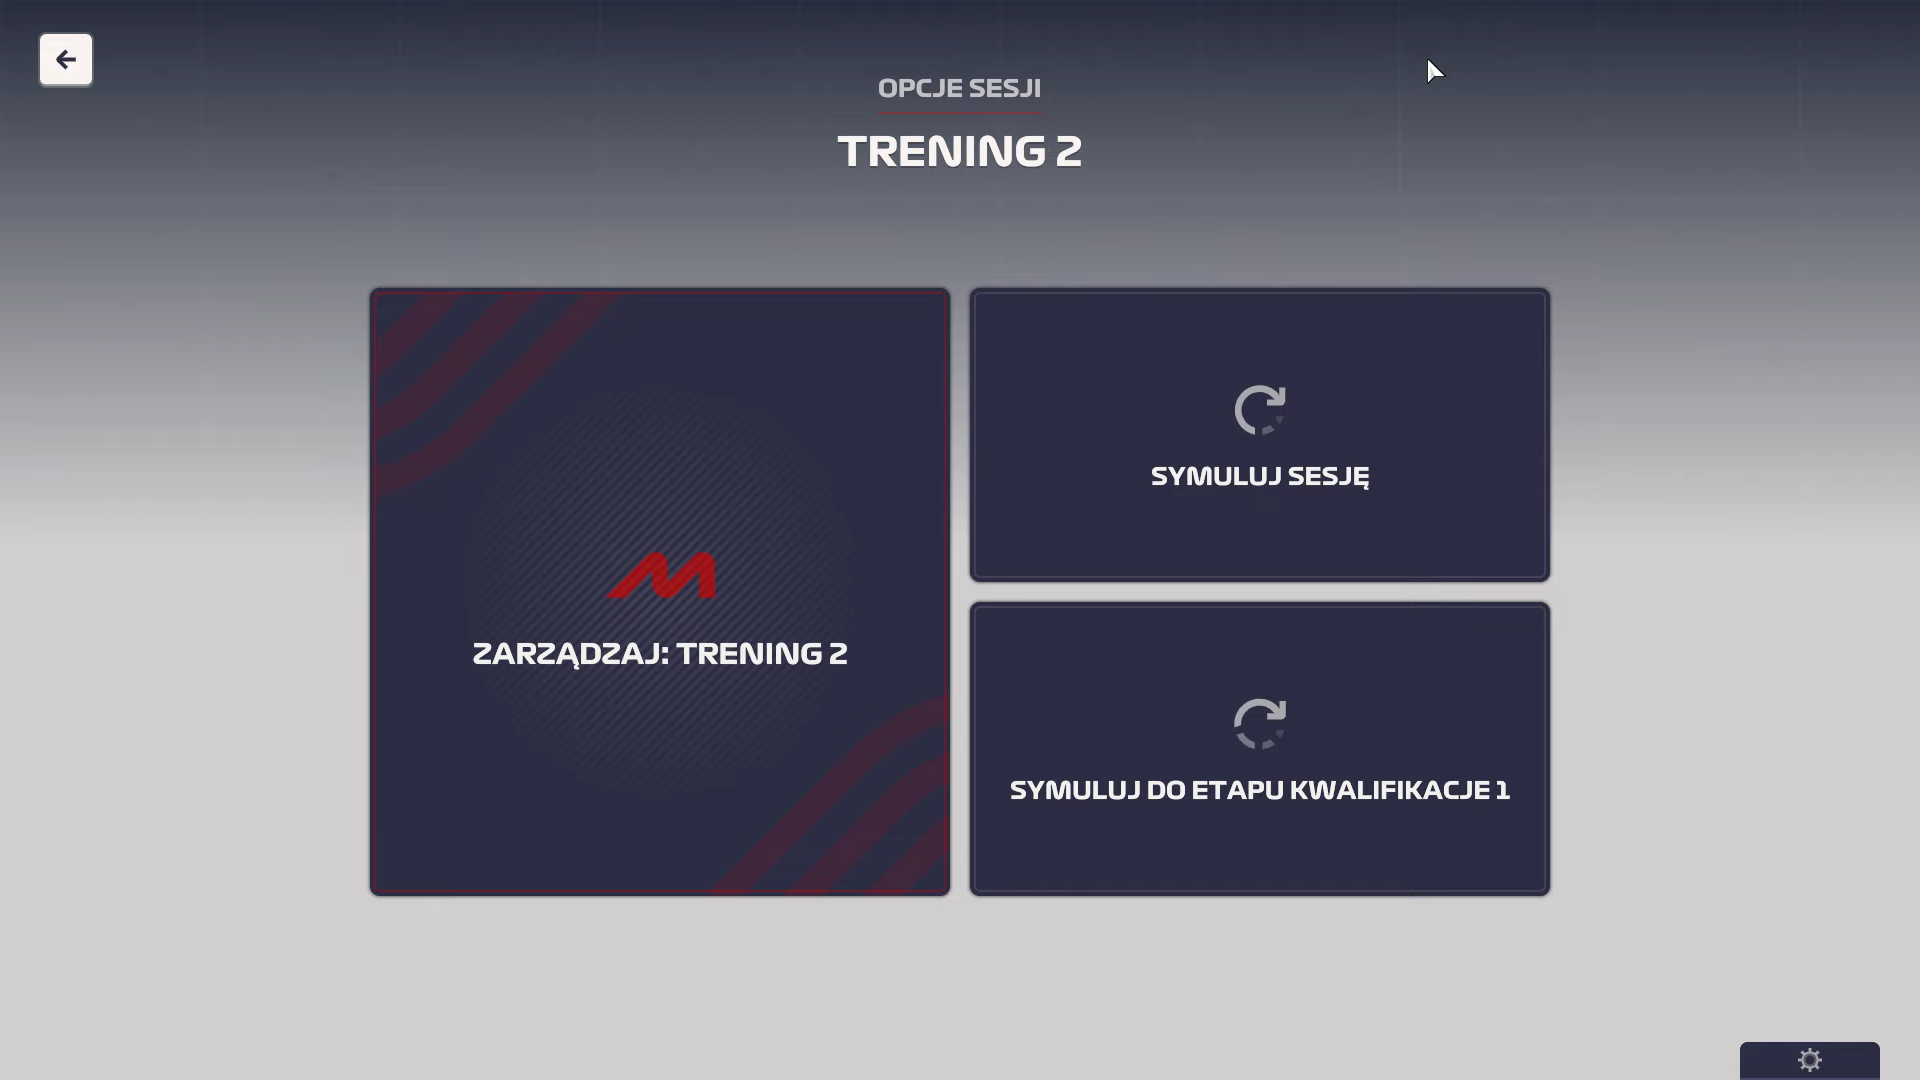 OPCJE SESJI
TRENING 2
ZARZĄDZAJ: TRENING 2
SYMULUJ SESJĘ
SYMULUJ DO ETAPU KWALIFIKACJE 1